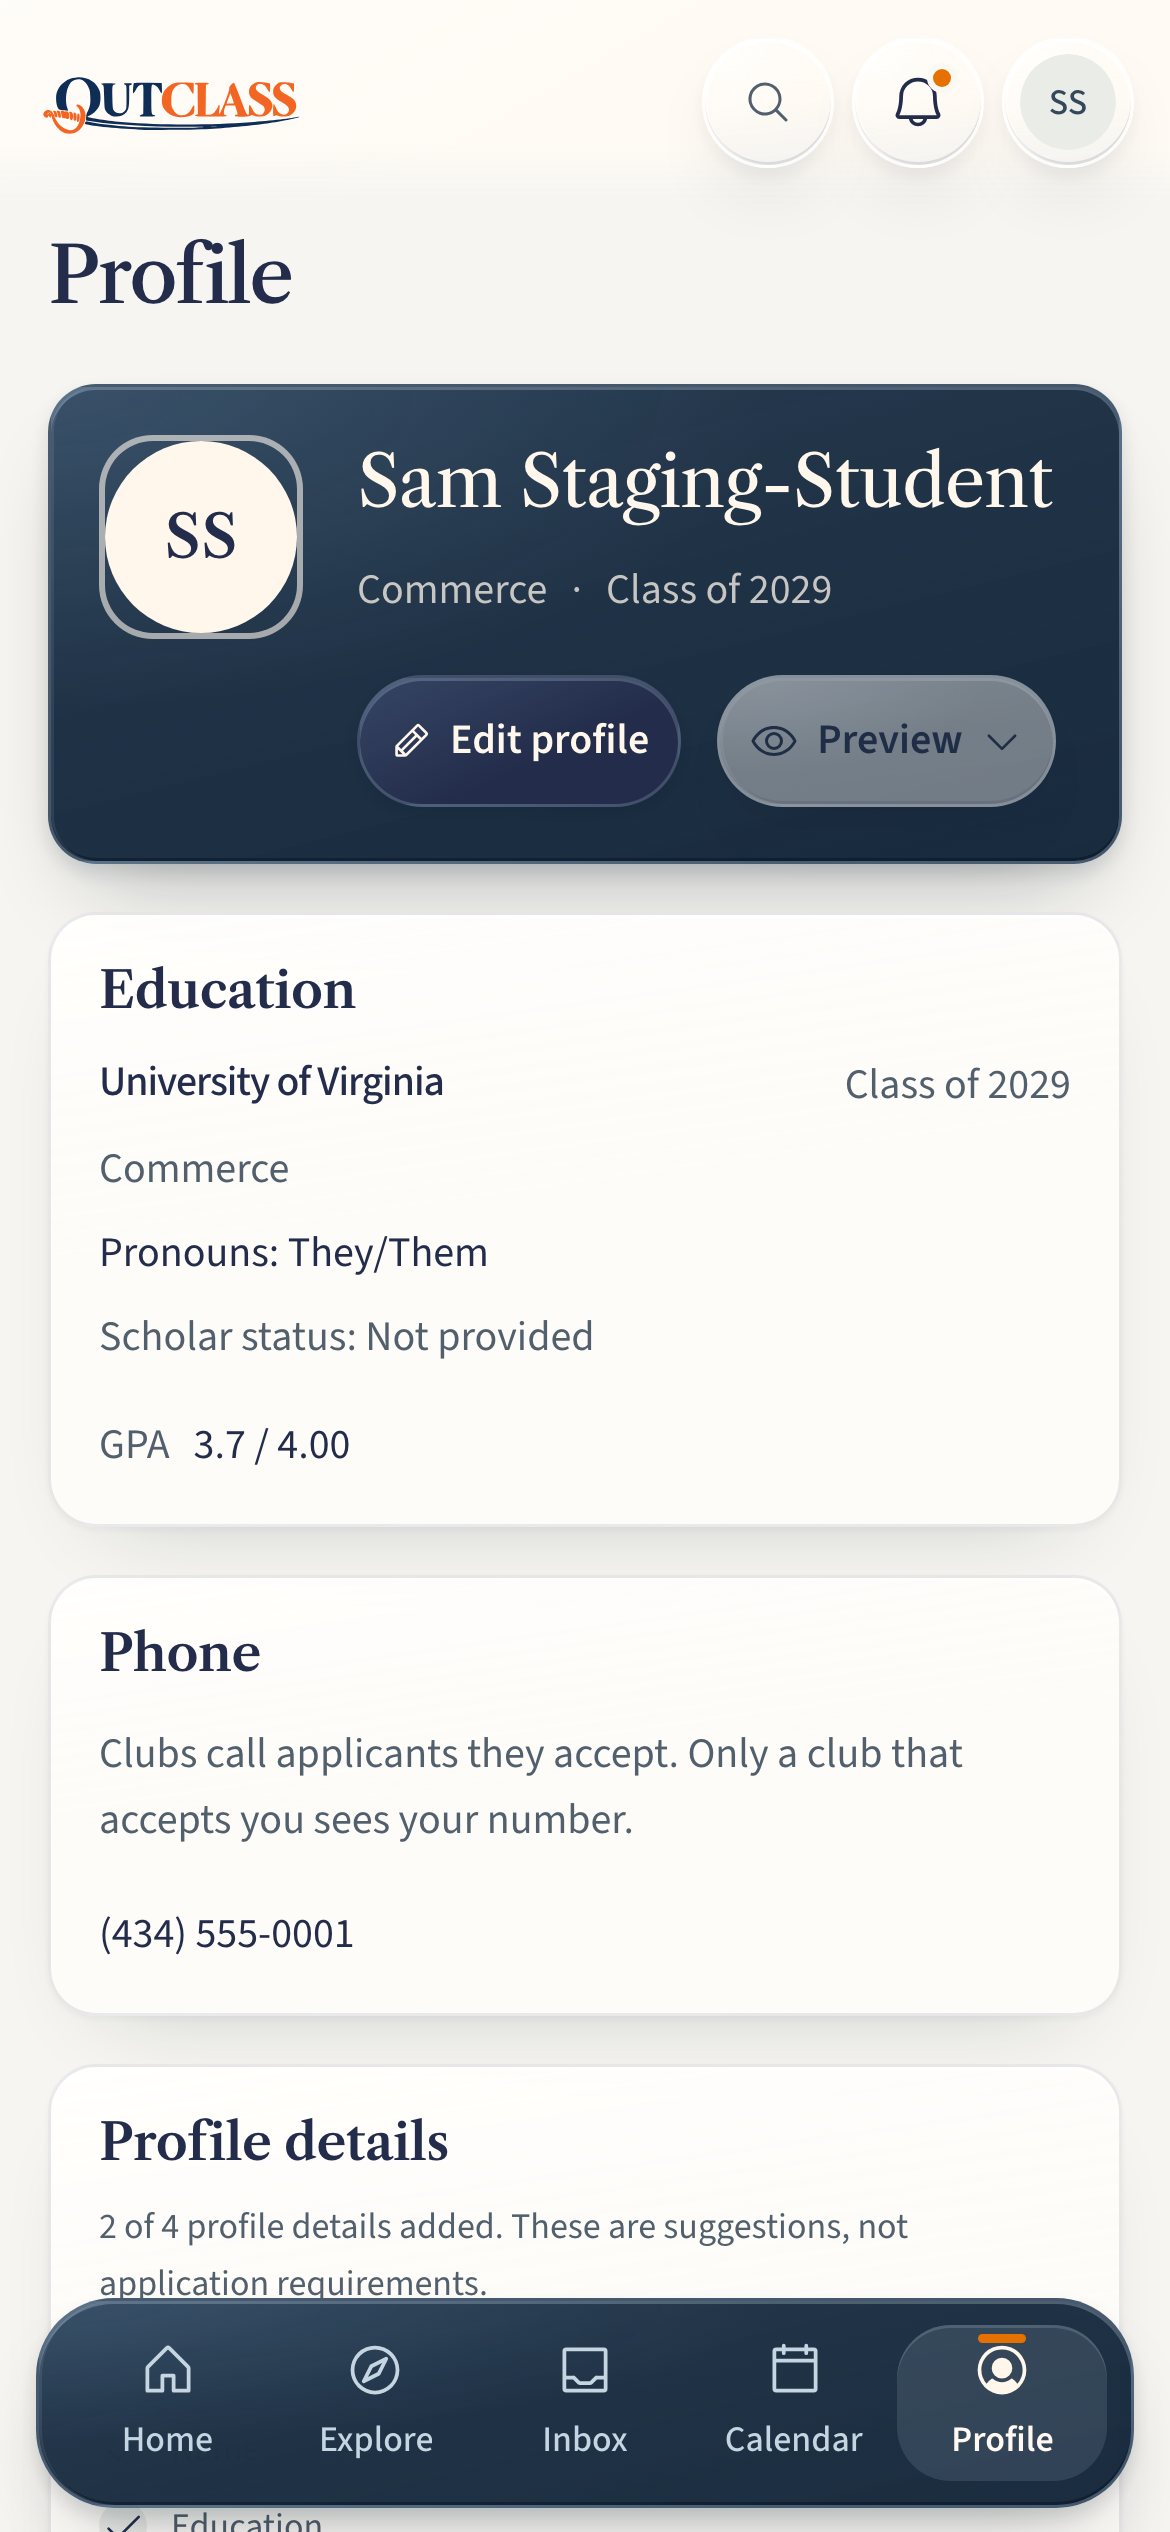 OUTCLASS
SS
Profile
SS
Sam Staging-Student
Commerce · Class of 2029
Edit profile
Preview
Education
University of Virginia
Class of 2029
Commerce
Pronouns: They/Them
Scholar status: Not provided
GPA 3.7 / 4.00
Phone
Clubs call applicants they accept. Only a club that
accepts you sees your number.
(434) 555-0001
Profile details
2 of 4 profile details added. These are suggestions, not
application requirements.
Home
Explore
Inbox
Calendar
Profile
Education